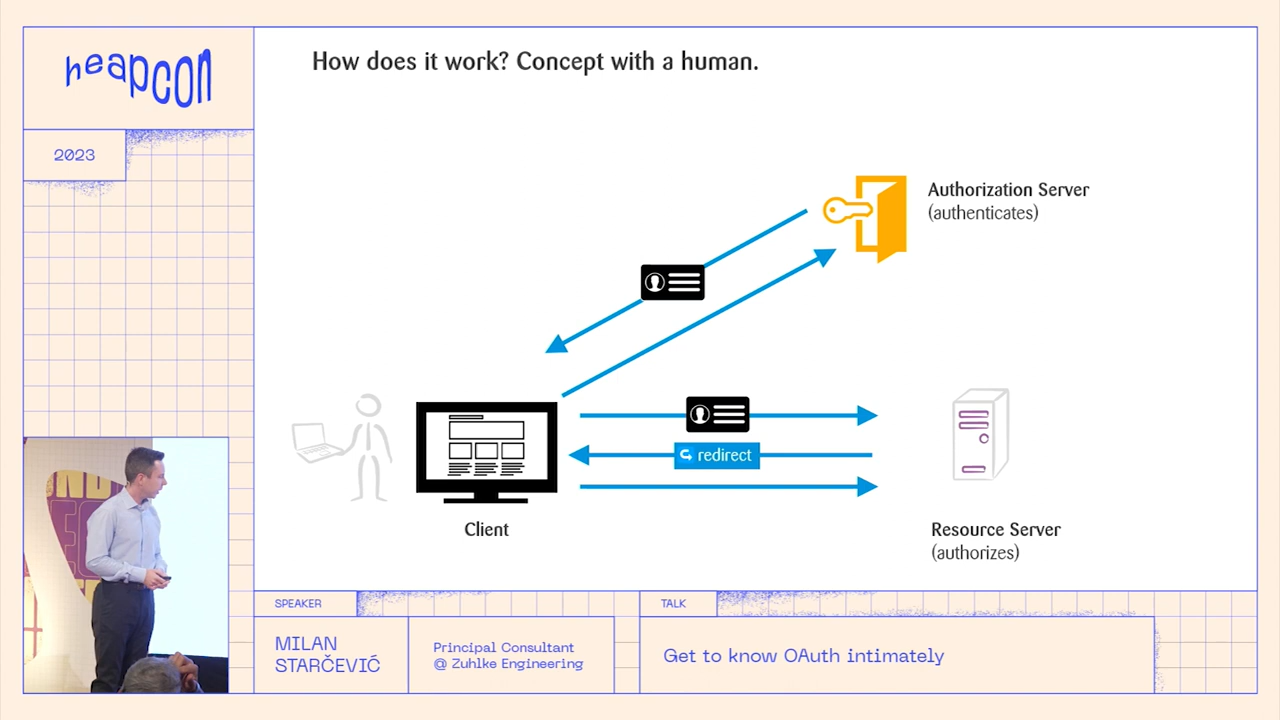 heapcon
2023
How does it work? Concept with a human.
Authorization Server
(authenticates)
redirect
Client
Resource Server
(authorizes)
SPEAKER
MILAN
STARČEVIĆ
Principal Consultant
@ Zuhlke Engineering
TALK
Get to know OAuth intimately